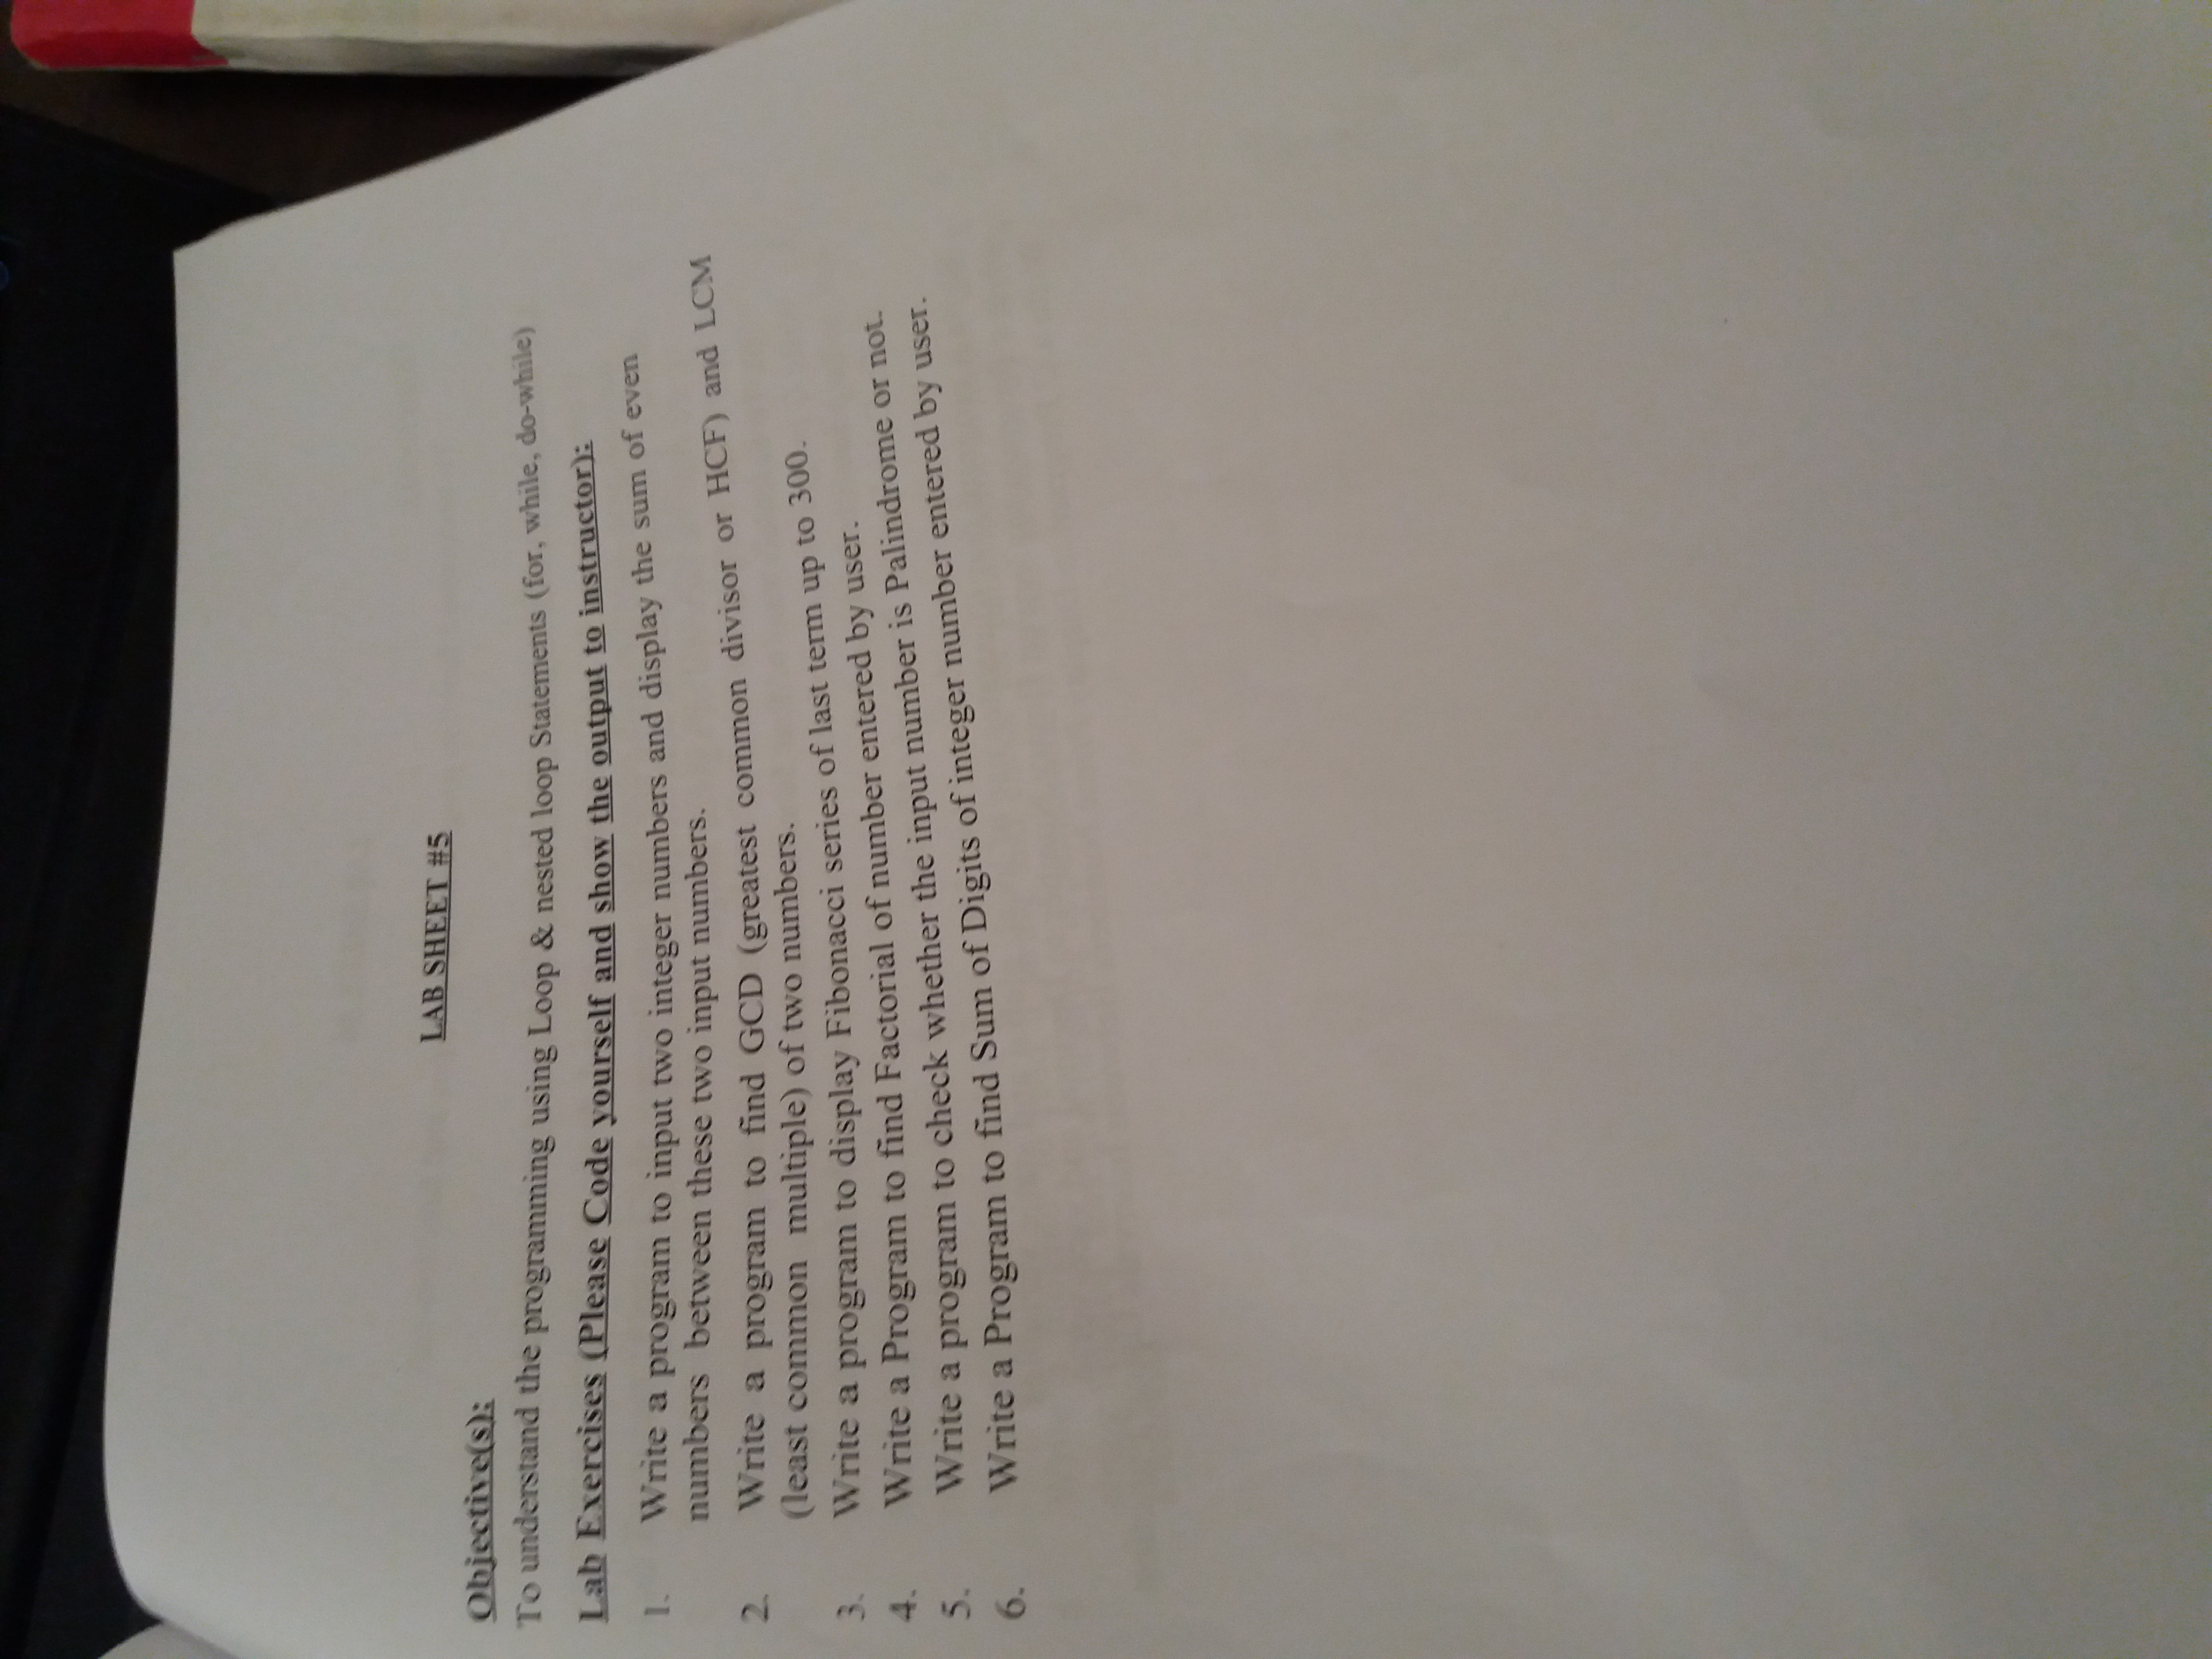 LAB SHEET #5
Objective(s):
To understand the programming using Loop & nested loop Statements (for, while, do-while)
Lab Exercises (Please Code yourself and show the output to instructor):
1. Write a program to input two integer numbers and display the sum of even
numbers between these two input numbers.
2. Write a program to find GCD (greatest common divisor or HCF) and LCM
(least common multiple) of two numbers.
3. Write a program to display Fibonacci series of last term up to 300.
4. Write a Program to find Factorial of number entered by user.
5. Write a program to check whether the input number is Palindrome or not.
6. Write a Program to find Sum of Digits of integer number entered by user.